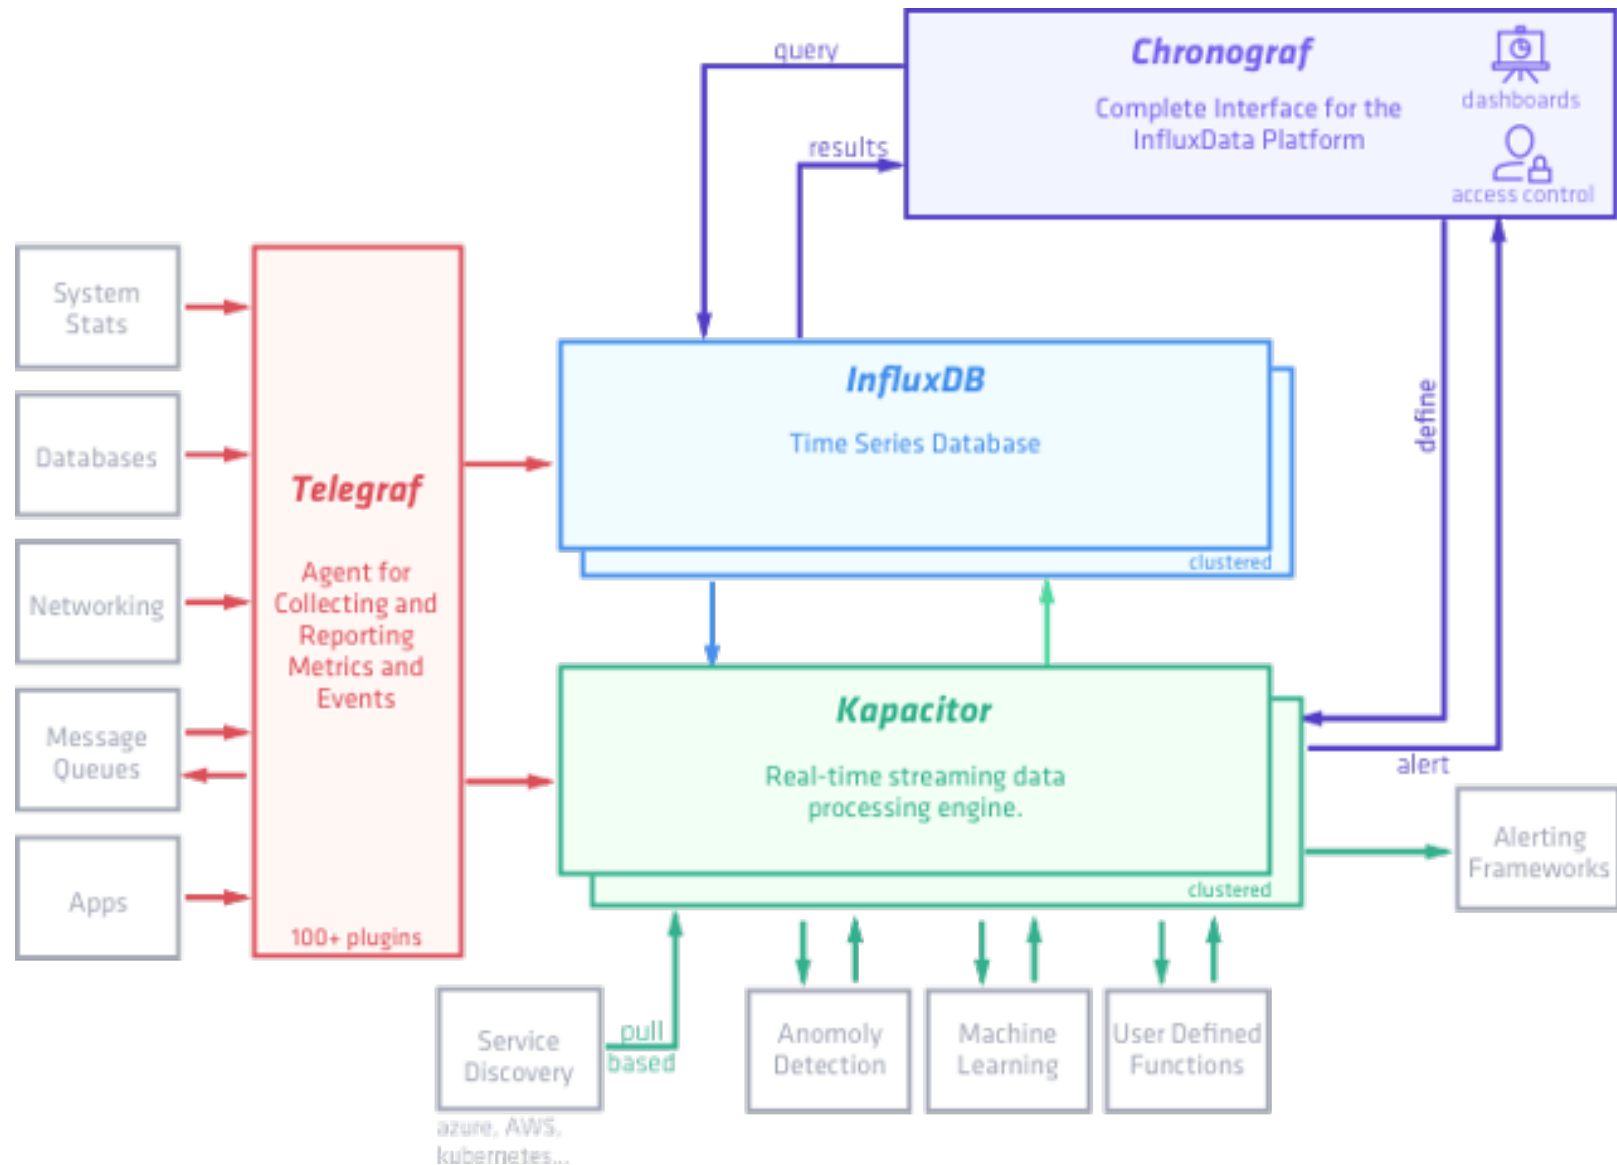 query
Chronograf
Complete Interface for the
InfluxData Platform
dashboards
access control
results
System
Stats
Databases
Networking
Message
Queues
Apps
Telegraf
Agent for
Collecting and
Reporting
Metrics and
Events
100+ plugins
InfluxDB
Time Series Database
clustered
define
Kapacitor
Real-time streaming data
processing engine.
clustered
alert
Alerting
Frameworks
Service
Discovery
pull
based
azure, AWS,
kubernetes...
Anomoly
Detection
Machine
Learning
User Defined
Functions